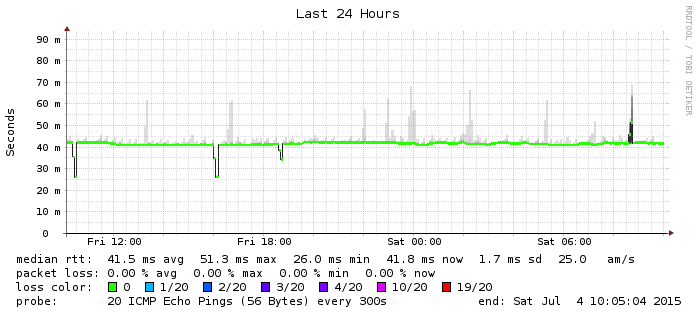 Last 24 Hours
RRDTOOL / TOBI OETIKER
Seconds
90 m
80 m
70 m
60 m
50 m
40 m
30 m
20 m
10 m
0
Fri 12:00 Fri 18:00 Sat 00:00 Sat 06:00
median rtt: 41.5 ms avg 51.3 ms max 26.0 ms min 41.8 ms now 1.7 ms sd 25.0 am/s
packet loss: 0.00 % avg 0.00 % max 0.00 % min 0.00 % now
loss color: 0 1/20 2/20 3/20 4/20 10/20 19/20
probe: 20 ICMP Echo Pings (56 Bytes) every 300s end: Sat Jul 4 10:05:04 2015